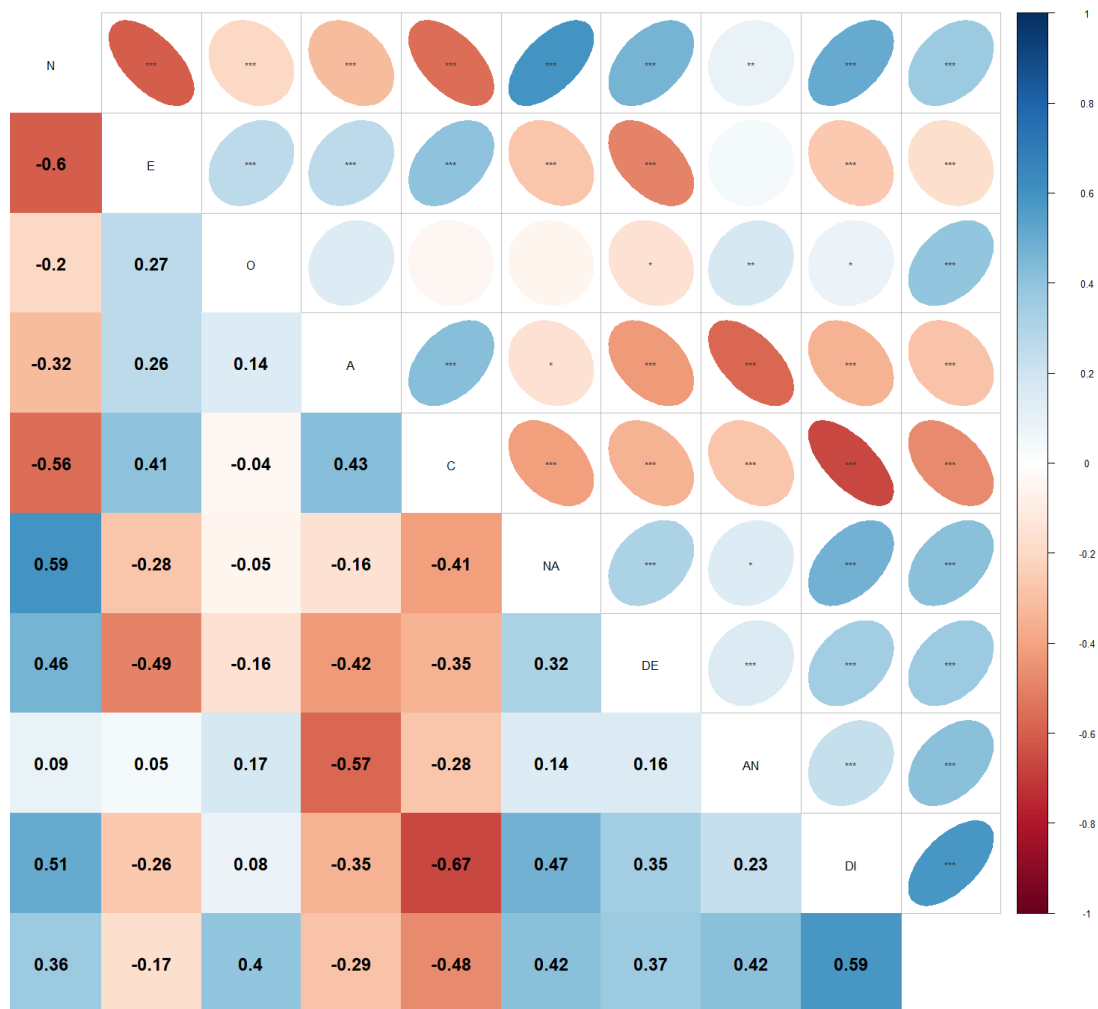 N *** *** *** *** *** *** ** *** ***
-0.6 E *** *** *** *** *** *** ***
-0.2 0.27 O * ** * ***
-0.32 0.26 0.14 A *** * *** *** *** ***
-0.56 0.41 -0.04 0.43 C *** *** *** *** ***
0.59 -0.28 -0.05 -0.16 -0.41 NA *** * *** ***
0.46 -0.49 -0.16 -0.42 -0.35 0.32 DE *** *** ***
0.09 0.05 0.17 -0.57 -0.28 0.14 0.16 AN *** ***
0.51 -0.26 0.08 -0.35 -0.67 0.47 0.35 0.23 DI ***
0.36 -0.17 0.4 -0.29 -0.48 0.42 0.37 0.42 0.59
1
0.8
0.6
0.4
0.2
0
-0.2
-0.4
-0.6
-0.8
-1